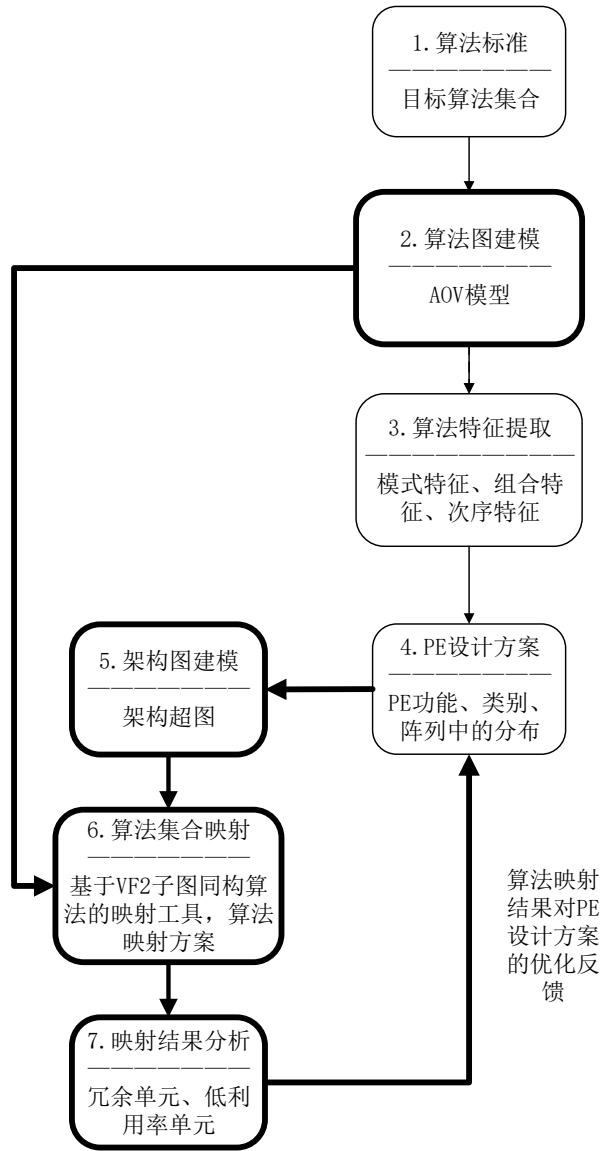 1.算法标准
目标算法集合
2.算法图建模
AOV模型
3.算法特征提取
模式特征、组合特
征、次序特征
4.PE设计方案
PE功能、类别、
阵列中的分布
5.架构图建模
架构超图
6.算法集合映射
基于VF2子图同构算
法的映射工具，算法
映射方案
7.映射结果分析
冗余单元、低利
用率单元
算法映射
结果对PE
设计方案
的优化反
馈